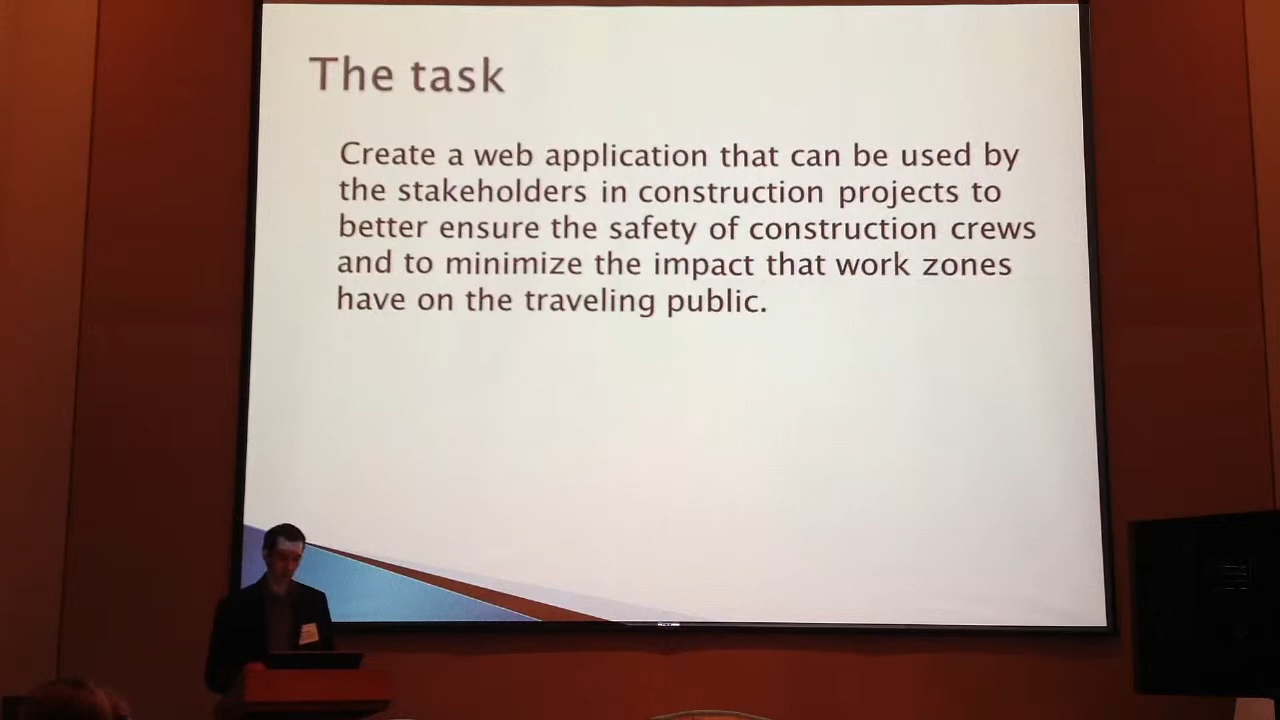 The task
Create a web application that can be used by
the stakeholders in construction projects to
better ensure the safety of construction crews
and to minimize the impact that work zones
have on the traveling public.